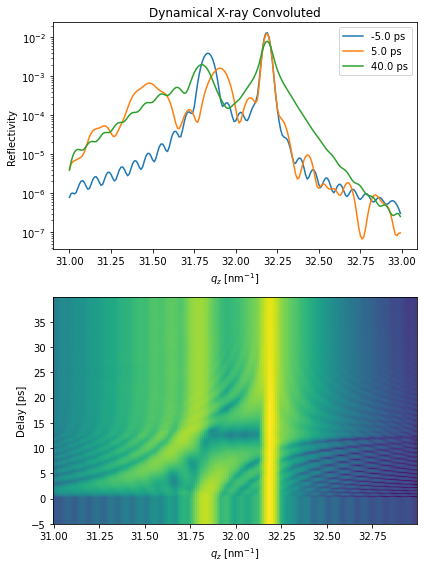 Dynamical X-ray Convoluted
-5.0 ps
5.0 ps
40.0 ps
Reflectivity
10⁻²
10⁻³
10⁻⁴
10⁻⁵
10⁻⁶
10⁻⁷
31.00 31.25 31.50 31.75 32.00 32.25 32.50 32.75 33.00
q_z [nm⁻¹]
Delay [ps]
35
30
25
20
15
10
5
0
−5
31.00 31.25 31.50 31.75 32.00 32.25 32.50 32.75
q_z [nm⁻¹]